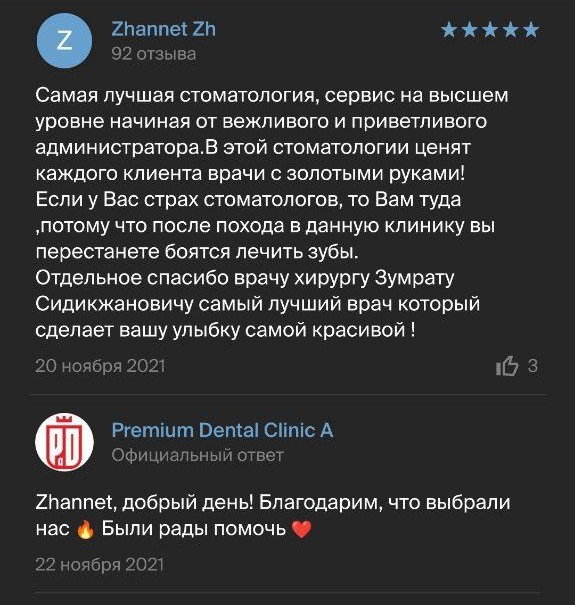 Z
Zhannet Zh
92 отзыва
Самая лучшая стоматология, сервис на высшем
уровне начиная от вежливого и приветливого
администратора.В этой стоматологии ценят
каждого клиента врачи с золотыми руками!
Если у Вас страх стоматологов, то Вам туда
,потому что после похода в данную клинику вы
перестанете боятся лечить зубы.
Отдельное спасибо врачу хирургу Зумрату
Сидикжановичу самый лучший врач который
сделает вашу улыбку самой красивой !
20 ноября 2021
3
PD
Premium Dental Clinic A
Официальный ответ
Zhannet, добрый день! Благодарим, что выбрали
нас 🔥 Были рады помочь ❤️
22 ноября 2021